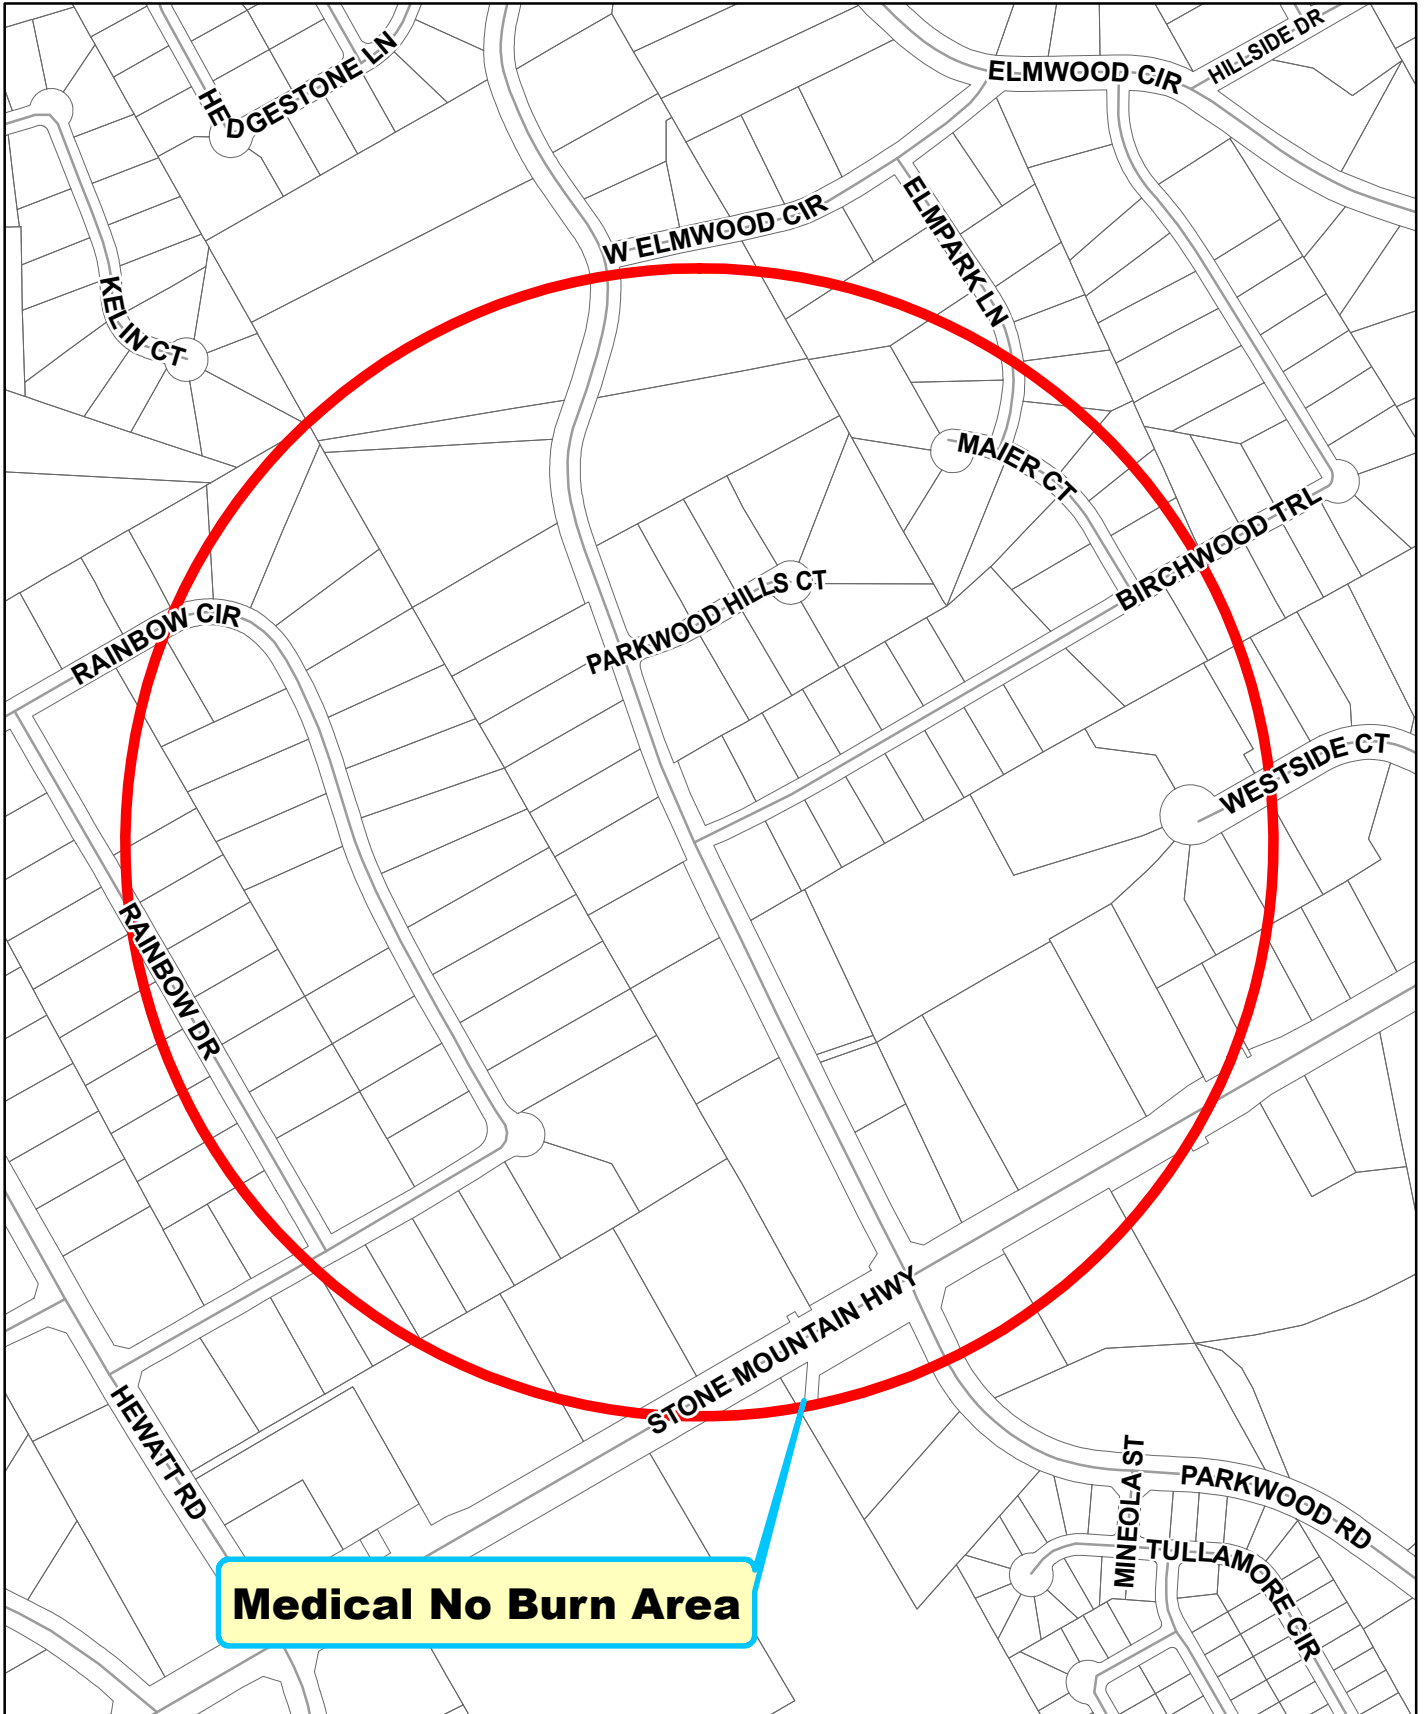 HILLSIDE DR
HEDGESTONE LN
ELMWOOD CIR
W ELMWOOD CIR
ELMPARK LN
KELIN CT
MAIER CT
BIRCHWOOD TRL
PARKWOOD HILLS CT
RAINBOW CIR
WESTSIDE CT
RAINBOW DR
STONE MOUNTAIN HWY
HEWATT RD
MINEOLA ST
PARKWOOD RD
TULLAMORE CIR
Medical No Burn Area